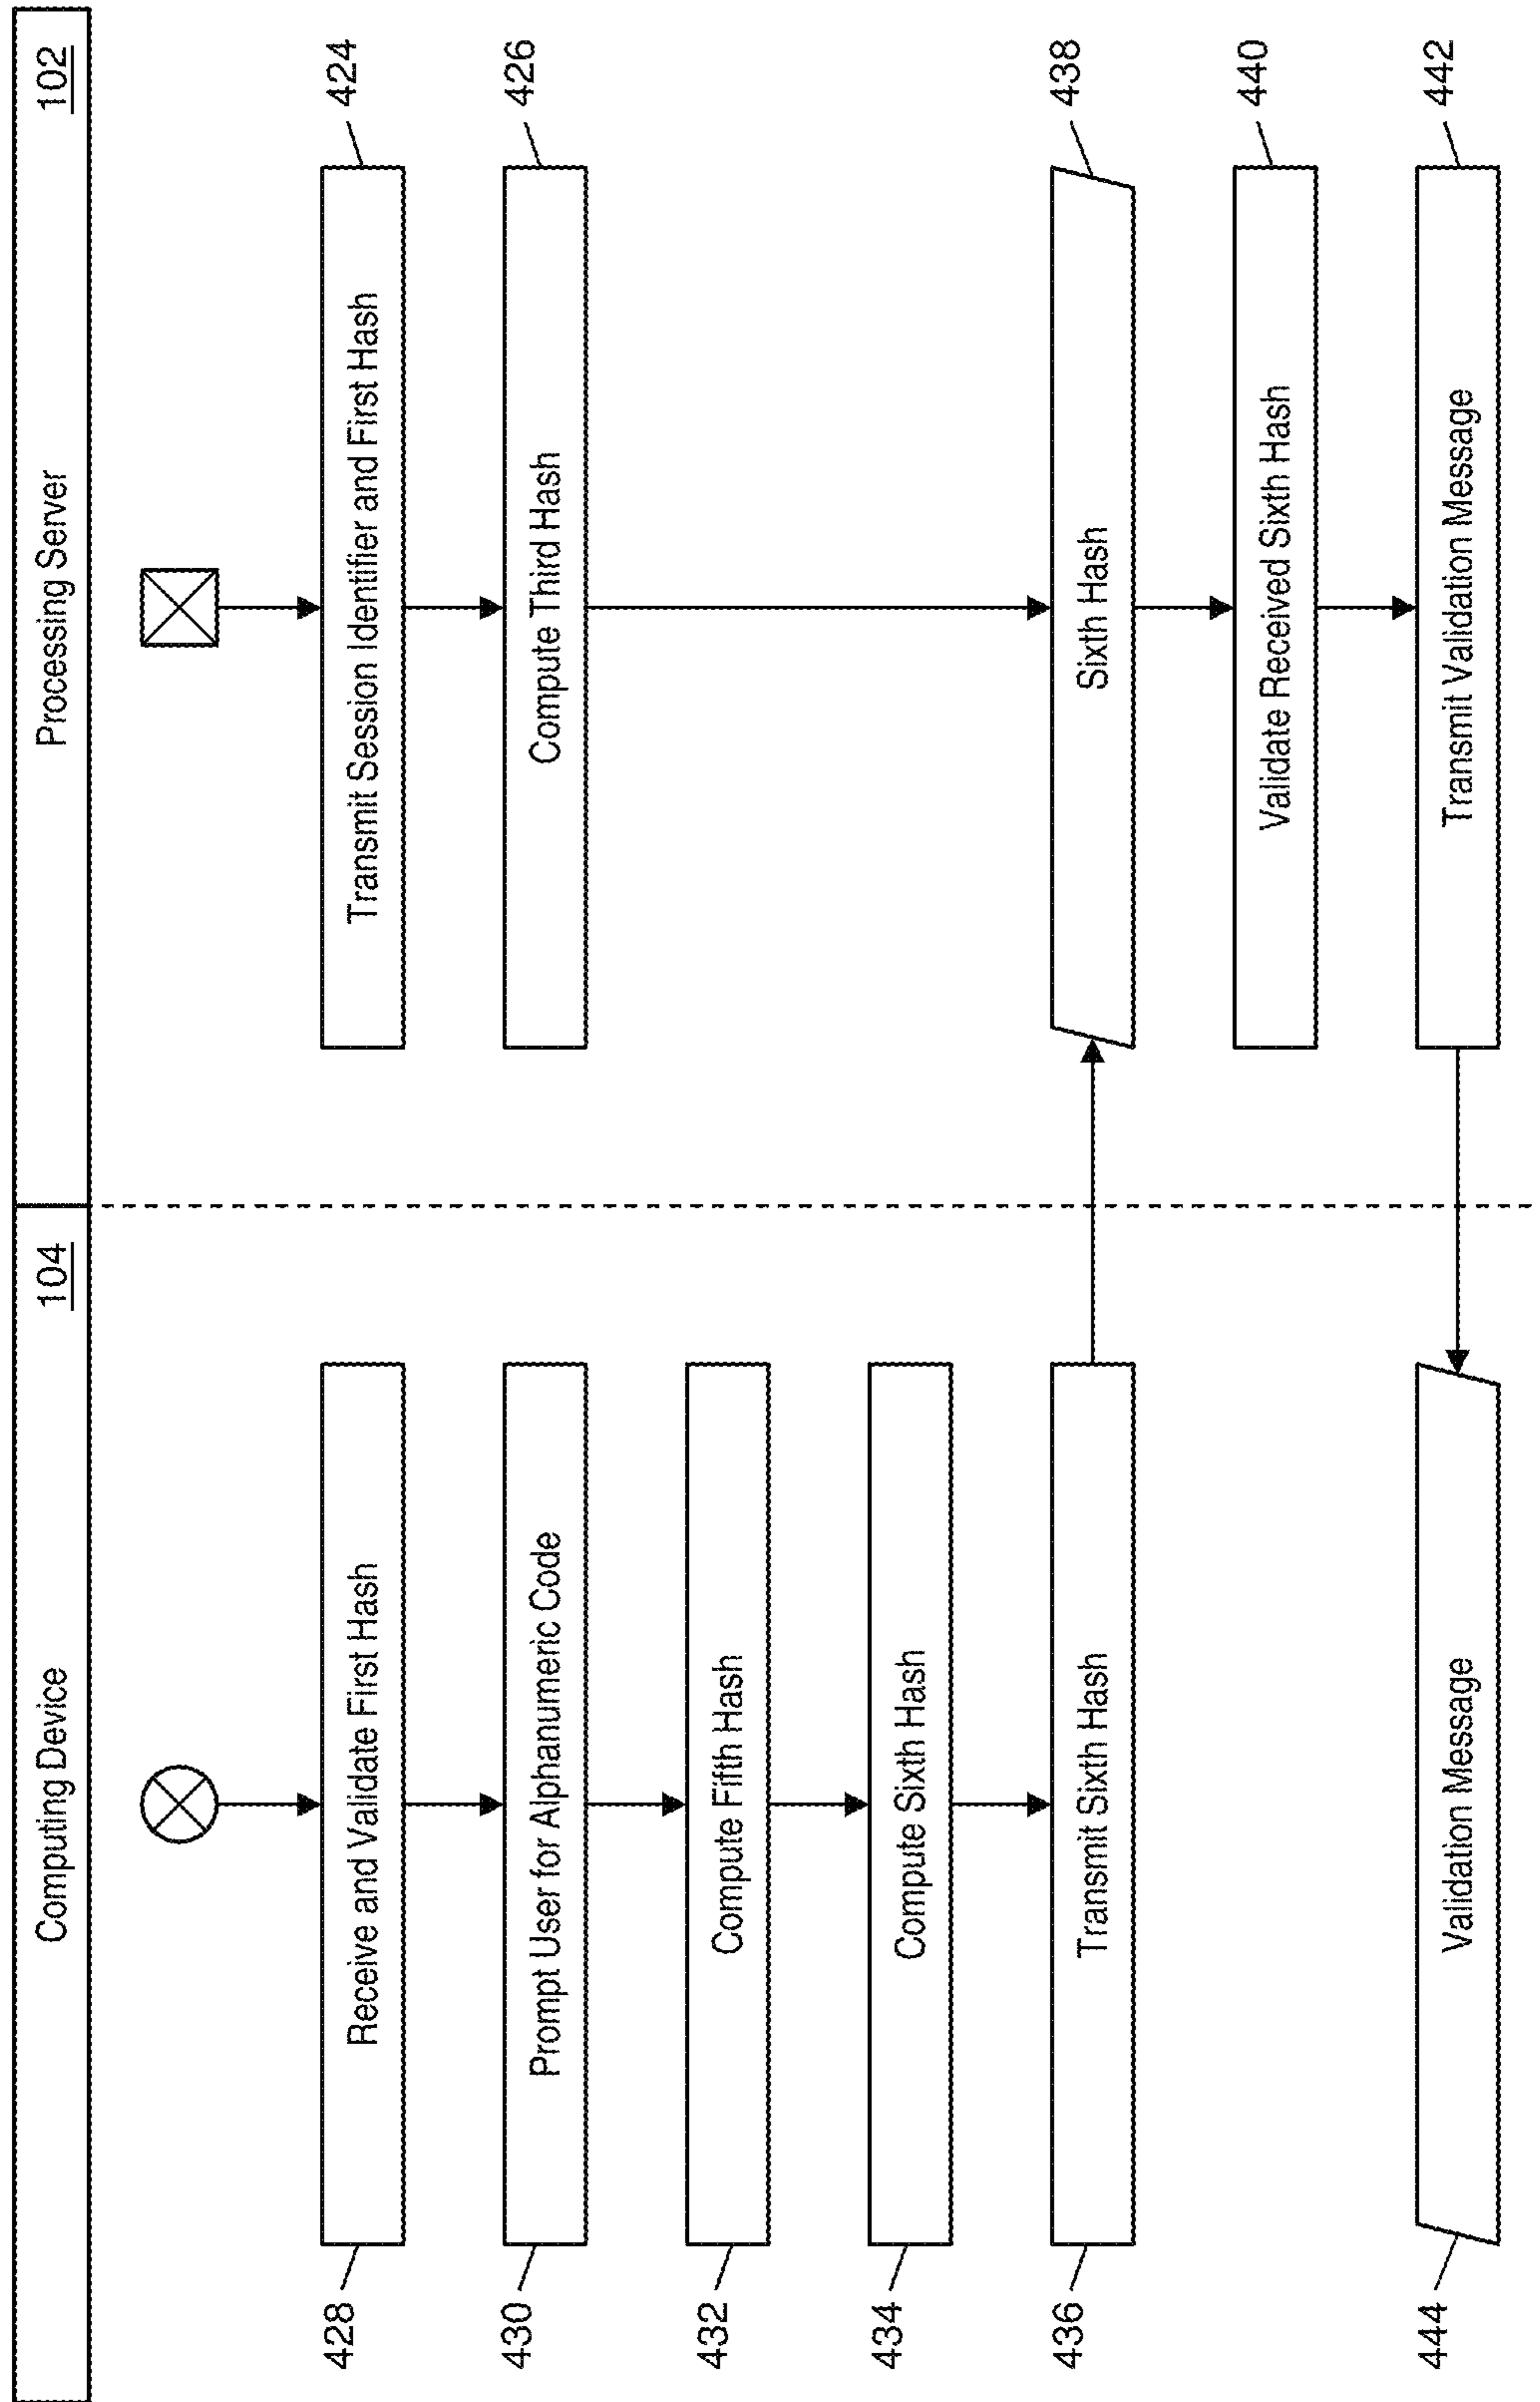 Computing Device 104
Processing Server 102
428 Receive and Validate First Hash
Transmit Session Identifier and First Hash 424
430 Prompt User for Alphanumeric Code
Compute Third Hash 426
432 Compute Fifth Hash
434 Compute Sixth Hash
436 Transmit Sixth Hash
Sixth Hash 438
Validate Received Sixth Hash 440
444 Validation Message
Transmit Validation Message 442